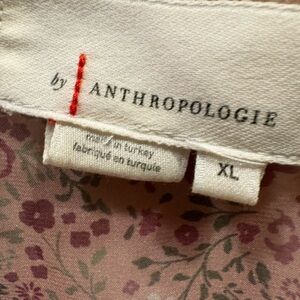 by ANTHROPOLOGIE
made in turkey
fabriqué en turquie
XL